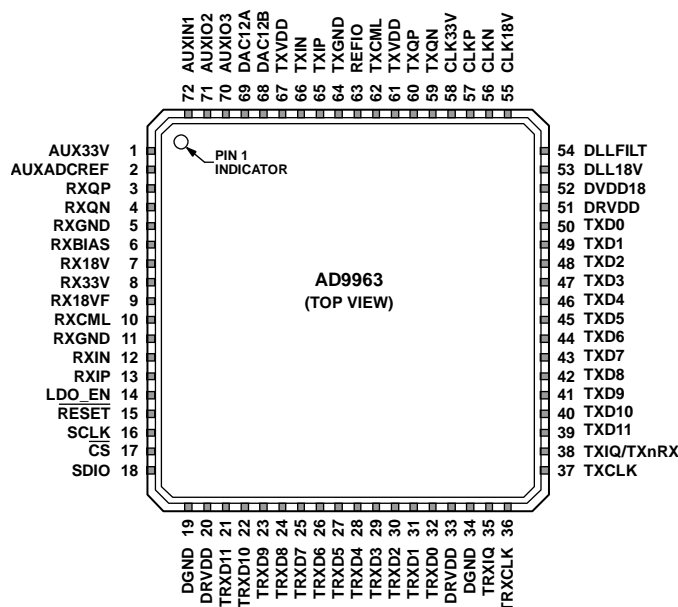 72 AUXIN1
71 AUXIO2
70 AUXIO3
69 DAC12A
68 DAC12B
67 TXVDD
66 TXIN
65 TXIP
64 TXGND
63 REFIO
62 TXCML
61 TXVDD
60 TXQP
59 TXQN
58 CLK33V
57 CLKP
56 CLKN
55 CLK18V
AUX33V 1
AUXADCREF 2
RXQP 3
RXQN 4
RXGND 5
RXBIAS 6
RX18V 7
RX33V 8
RX18VF 9
RXCML 10
RXGND 11
RXIN 12
RXIP 13
LDO_EN 14
RESET 15
SCLK 16
CS 17
SDIO 18
PIN 1
INDICATOR
AD9963
(TOP VIEW)
54 DLLFILT
53 DLL18V
52 DVDD18
51 DRVDD
50 TXD0
49 TXD1
48 TXD2
47 TXD3
46 TXD4
45 TXD5
44 TXD6
43 TXD7
42 TXD8
41 TXD9
40 TXD10
39 TXD11
38 TXIQ/TXnRX
37 TXCLK
DGND 19
DRVDD 20
TRXD11 21
TRXD10 22
TRXD9 23
TRXD8 24
TRXD7 25
TRXD6 26
TRXD5 27
TRXD4 28
TRXD3 29
TRXD2 30
TRXD1 31
TRXD0 32
DRVDD 33
DGND 34
TRXIQ 35
TRXCLK 36